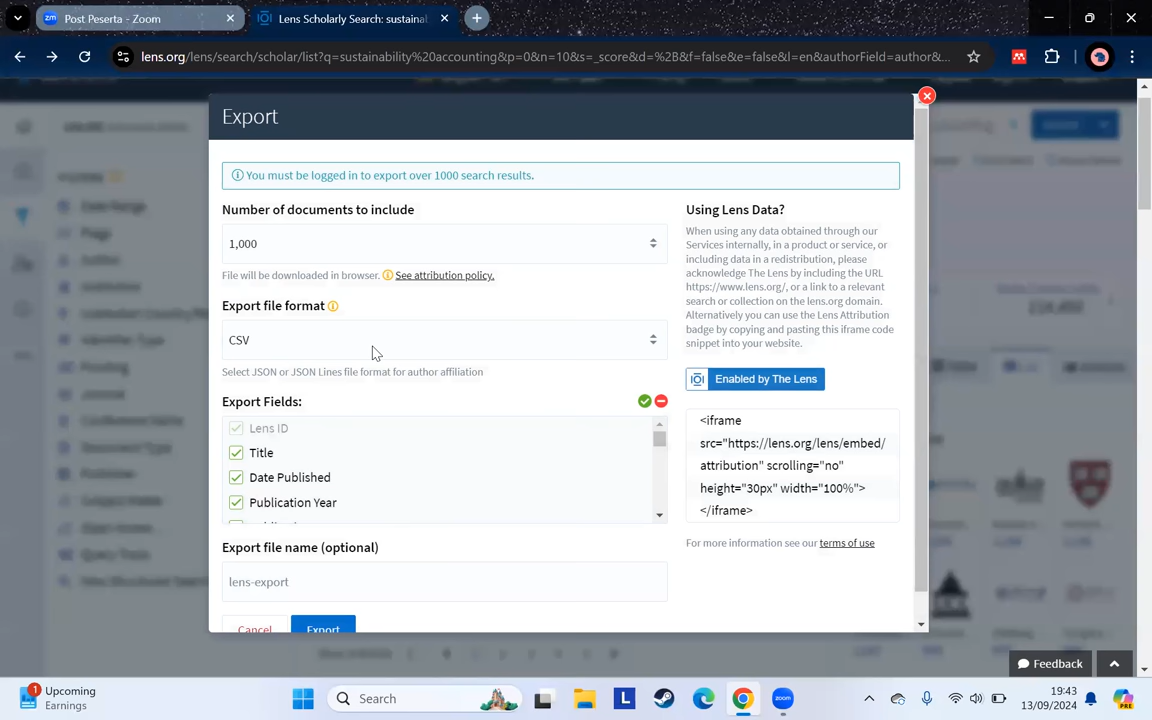 Post Peserta – Zoom
Lens Scholarly Search: sustaina
lens.org/lens/search/scholar/list?q=sustainability%20accounting&p=0&n=10&s=_score&d=%2B&f=false&e=false&l=en&authorField=author&...
Export
You must be logged in to export over 1000 search results.
Number of documents to include
1,000
File will be downloaded in browser. See attribution policy.
Export file format
CSV
Select JSON or JSON Lines file format for author affiliation
Export Fields:
Lens ID
Title
Date Published
Publication Year
Export file name (optional)
lens-export
Cancel
Export
Using Lens Data?
When using any data obtained through our
Services internally, in a product or service, or
including data in a redistribution, please
acknowledge The Lens by including the URL
https://www.lens.org/, or a link to a relevant
search or collection on the lens.org domain.
Alternatively you can use the Lens Attribution
badge by copying and pasting this iframe code
snippet into your website.
Enabled by The Lens
<iframe
src="https://lens.org/lens/embed/
attribution" scrolling="no"
height="30px" width="100%">
</iframe>
For more information see our terms of use
Feedback
1
Upcoming
Earnings
Search
L
zoom
19:43
13/09/2024
PRE